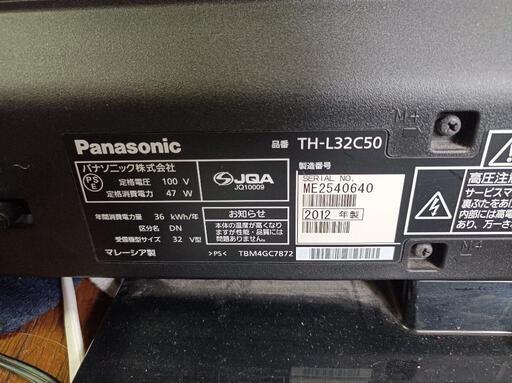 Panasonic
品番 TH-L32C50
パナソニック株式会社
PS
E
定格電圧 100 V
定格消費電力 47 W
JQA
JQ10009
製造番号
SERIAL NO.
ME2540640
2012 年製
年間消費電力量 36 kWh/年
区分名 DN
受信機型サイズ 32 V型
マレーシア製
お知らせ
本体の温度が高くなり
ますが性能・品質には
問題ありません
>PS< TBM4GC7872
M4
M4
高圧注意
サービスマ
裏ぶたをあけ
内部には高電
あり、万一さ